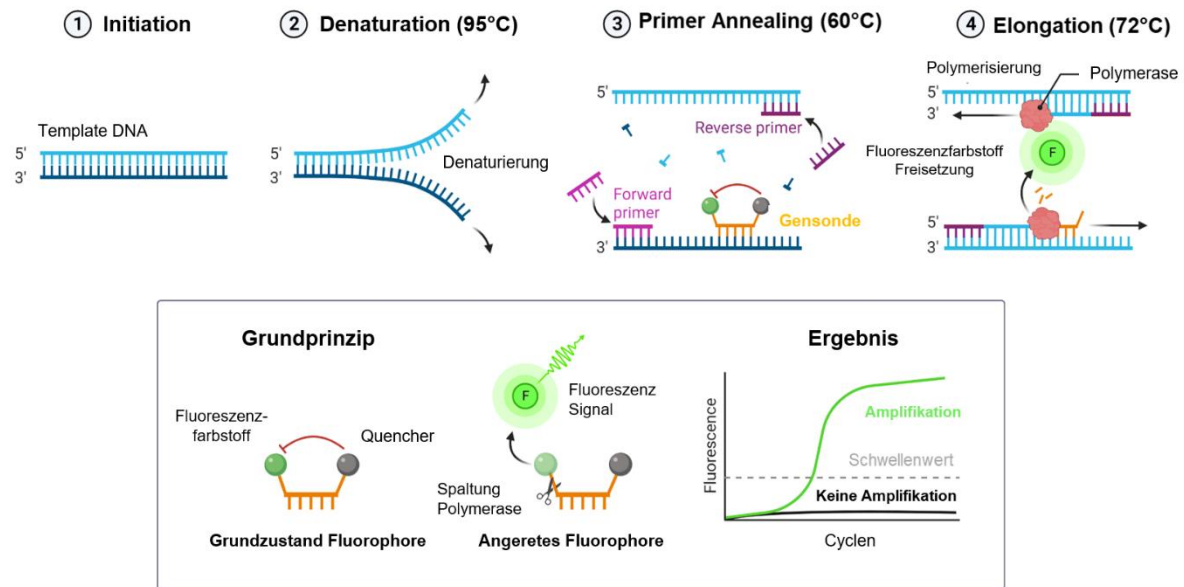 1 Initiation
Template DNA
5'
3'
2 Denaturation (95°C)
Denaturierung
5'
3'
3 Primer Annealing (60°C)
5'
Reverse primer
Forward
primer
Gensonde
3'
4 Elongation (72°C)
Polymerisierung
Polymerase
5'
3'
F
Fluoreszenzfarbstoff
Freisetzung
5'
3'
Grundprinzip
Fluoreszenz-
farbstoff
Quencher
Grundzustand Fluorophore
F
Fluoreszenz
Signal
Spaltung
Polymerase
Angeretes Fluorophore
Ergebnis
Fluorescence
Amplifikation
Schwellenwert
Keine Amplifikation
Cyclen